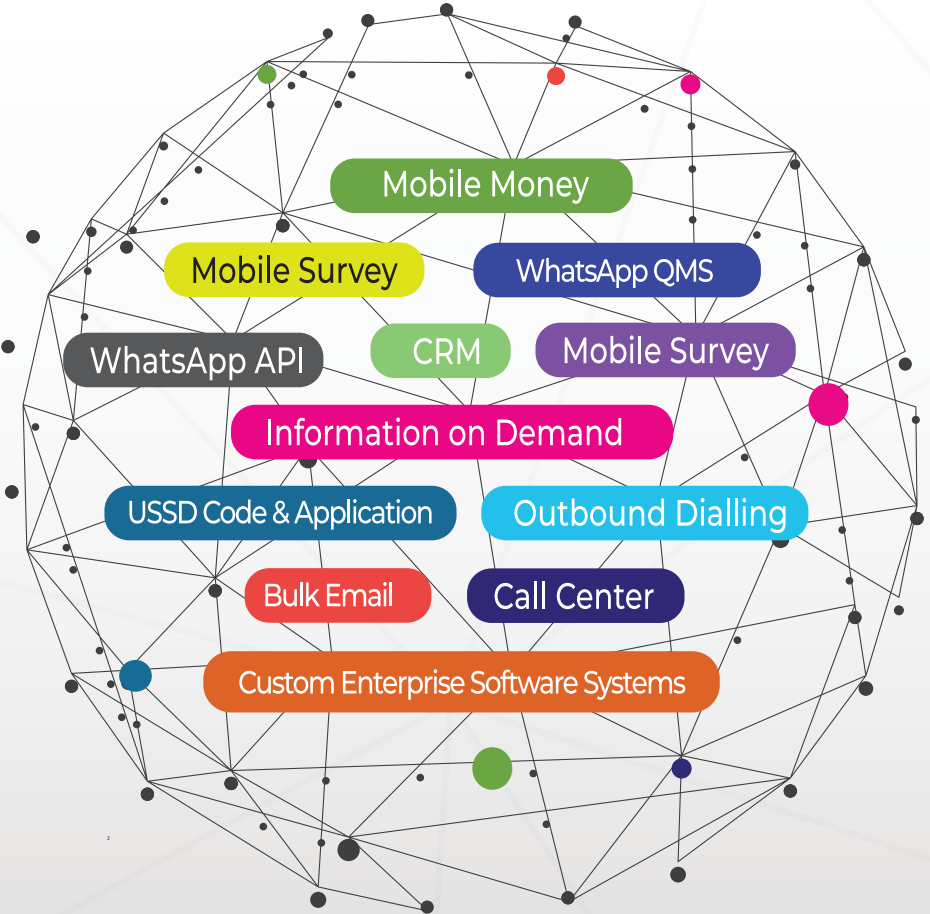 Mobile Money
Mobile Survey
WhatsApp QMS
WhatsApp API
CRM
Mobile Survey
Information on Demand
USSD Code & Application
Outbound Dialling
Bulk Email
Call Center
Custom Enterprise Software Systems
z